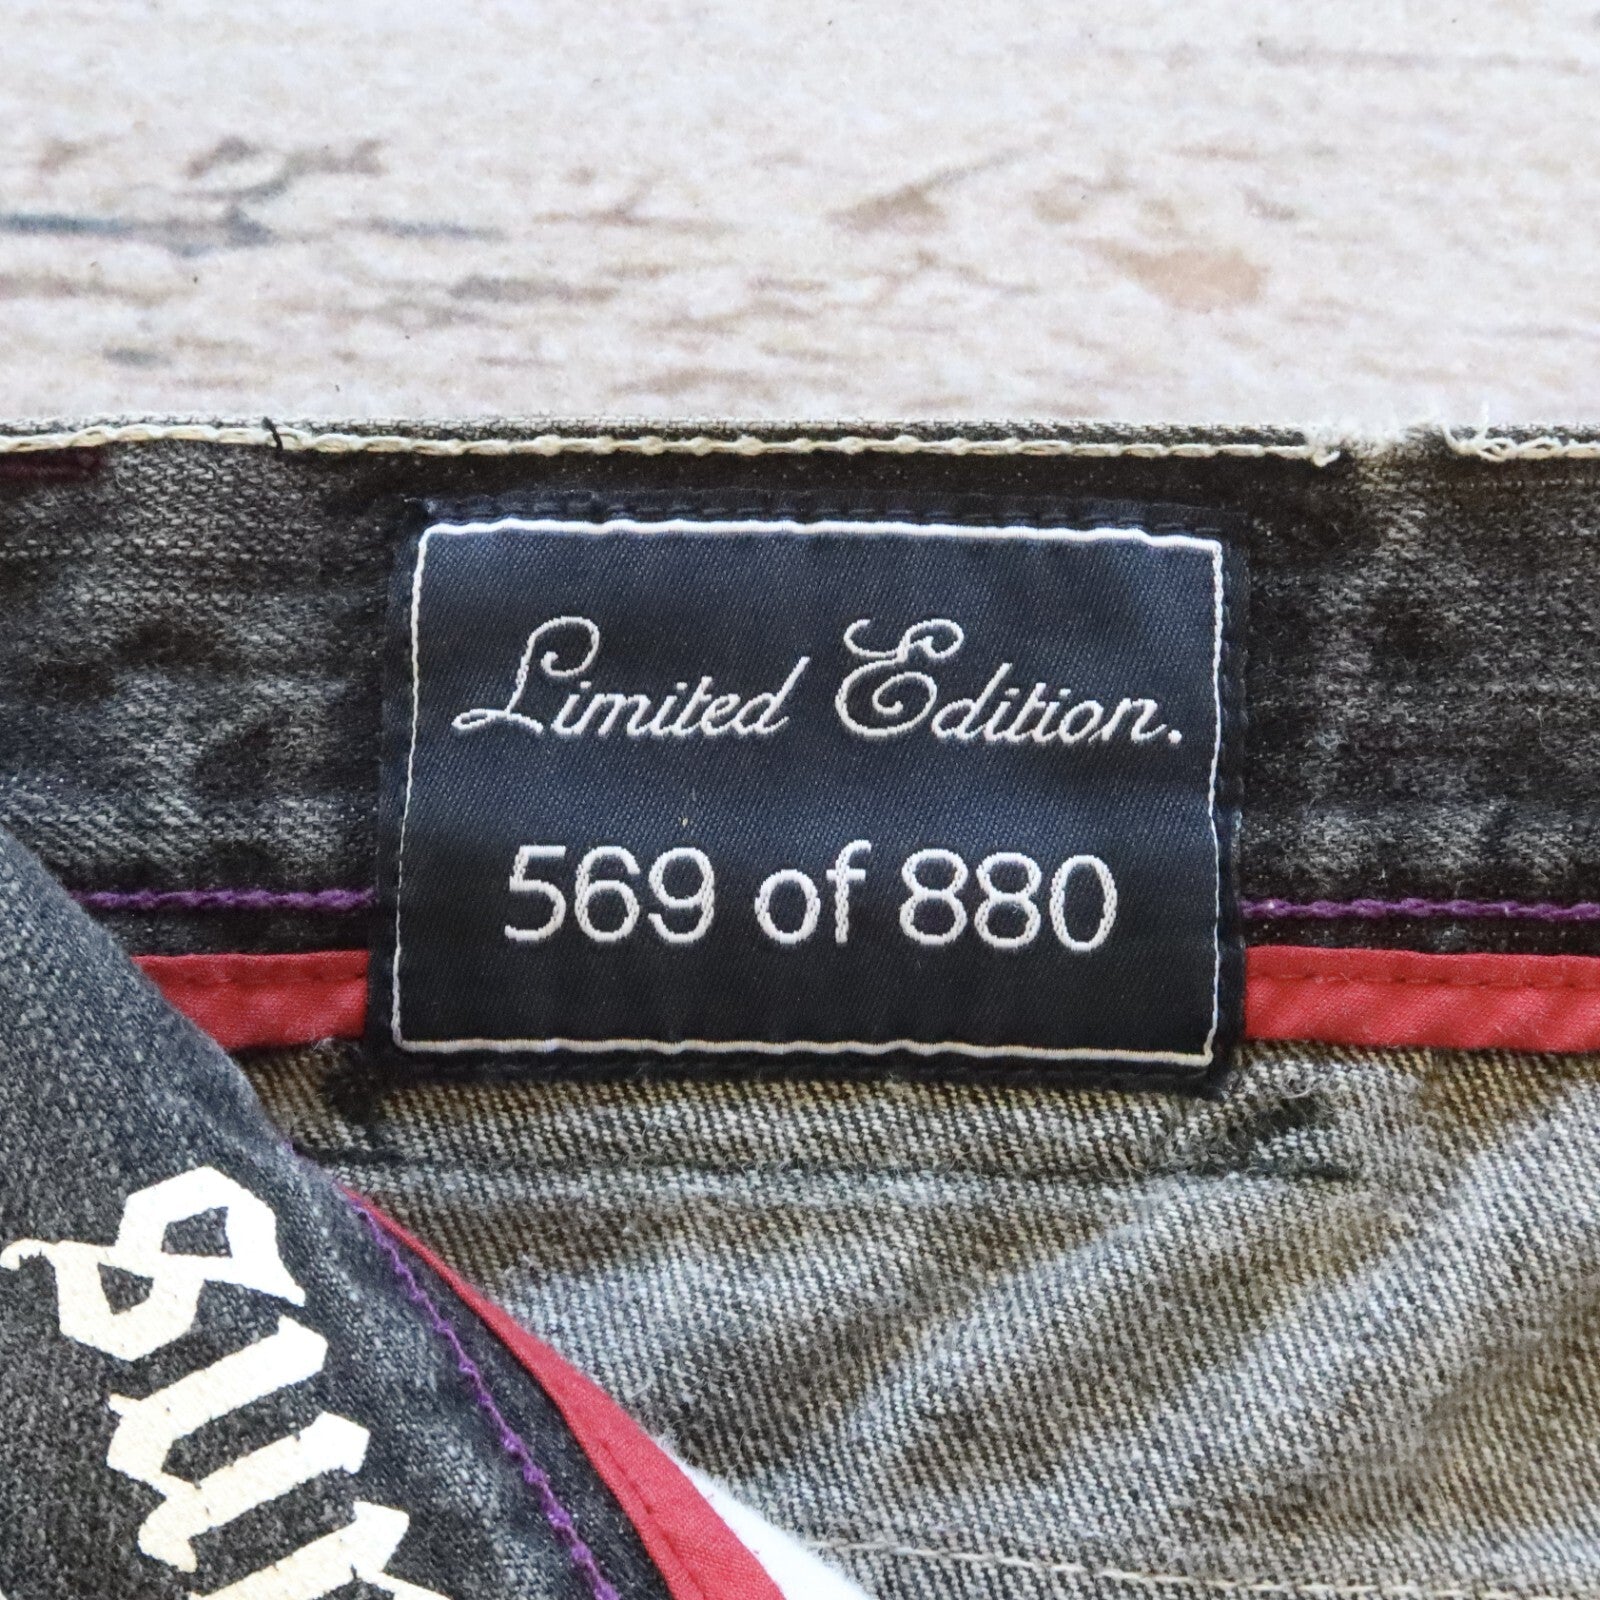 Limited Edition.
569 of 880